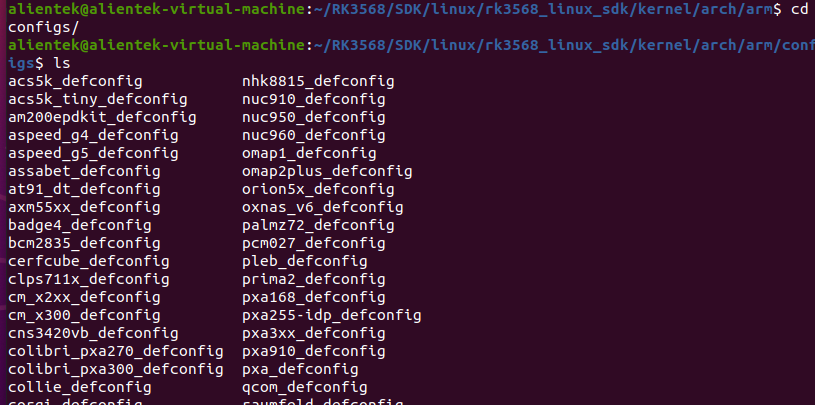 alientek@alientek-virtual-machine:~/RK3568/SDK/linux/rk3568_linux_sdk/kernel/arch/arm$ cd
configs/
alientek@alientek-virtual-machine:~/RK3568/SDK/linux/rk3568_linux_sdk/kernel/arch/arm/conf
igs$ ls
acs5k_defconfig nhk8815_defconfig
acs5k_tiny_defconfig nuc910_defconfig
am200epdkit_defconfig nuc950_defconfig
aspeed_g4_defconfig nuc960_defconfig
aspeed_g5_defconfig omap1_defconfig
assabet_defconfig omap2plus_defconfig
at91_dt_defconfig orion5x_defconfig
axm55xx_defconfig oxnas_v6_defconfig
badge4_defconfig palmz72_defconfig
bcm2835_defconfig pcm027_defconfig
cerfcube_defconfig pleb_defconfig
clps711x_defconfig prima2_defconfig
cm_x2xx_defconfig pxa168_defconfig
cm_x300_defconfig pxa255-idp_defconfig
cns3420vb_defconfig pxa3xx_defconfig
colibri_pxa270_defconfig pxa910_defconfig
colibri_pxa300_defconfig pxa_defconfig
collie_defconfig qcom_defconfig